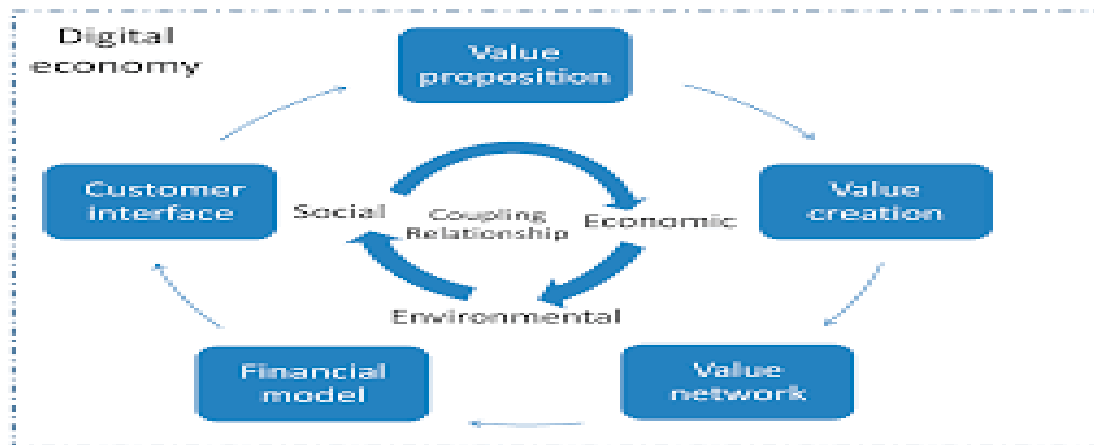 Digital
economy
Value
proposition
Customer
interface
Social
Coupling
Relationship
Economic
Value
creation
Environmental
Financial
model
Value
network